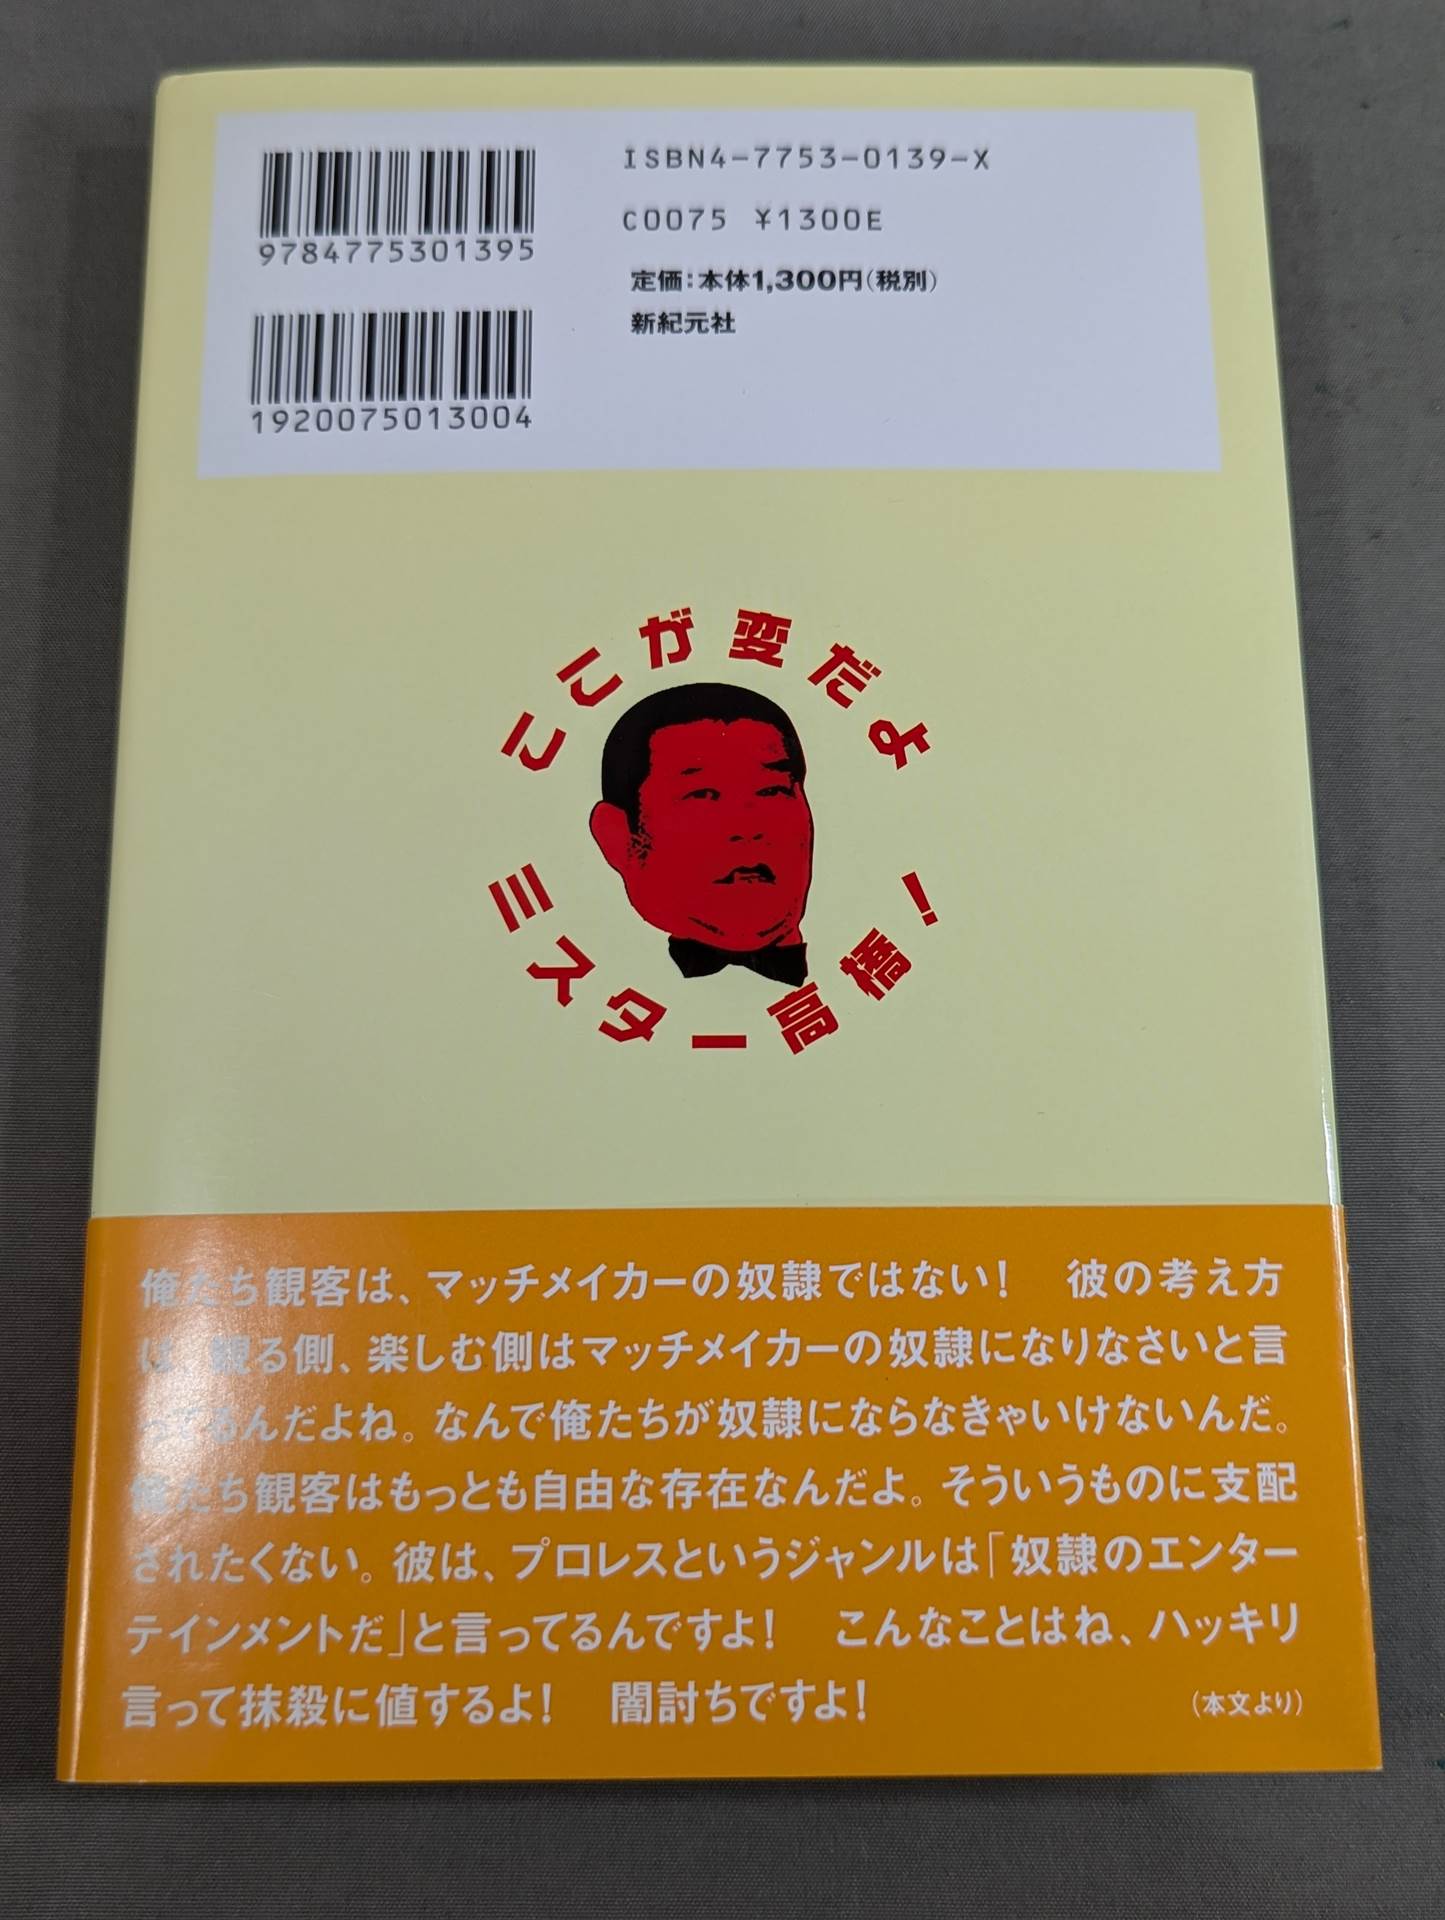 ISBN4-7753-0139-X
9784775301395
C0075 ¥1300E
定価：本体1,300円（税別）
新紀元社
1920075013004
ここが変だよ
ミスター高橋！
俺たち観客は、マッチメイカーの奴隷ではない！　彼の考え方
は、観る側、楽しむ側はマッチメイカーの奴隷になりなさいと言
ってるんだよね。なんで俺たちが奴隷にならなきゃいけないんだ。
俺たち観客はもっとも自由な存在なんだよ。そういうものに支配
されたくない。彼は、プロレスというジャンルは「奴隷のエンター
テインメントだ」と言ってるんですよ！　こんなことはね、ハッキリ
言って抹殺に値するよ！　闇討ちですよ！
（本文より）